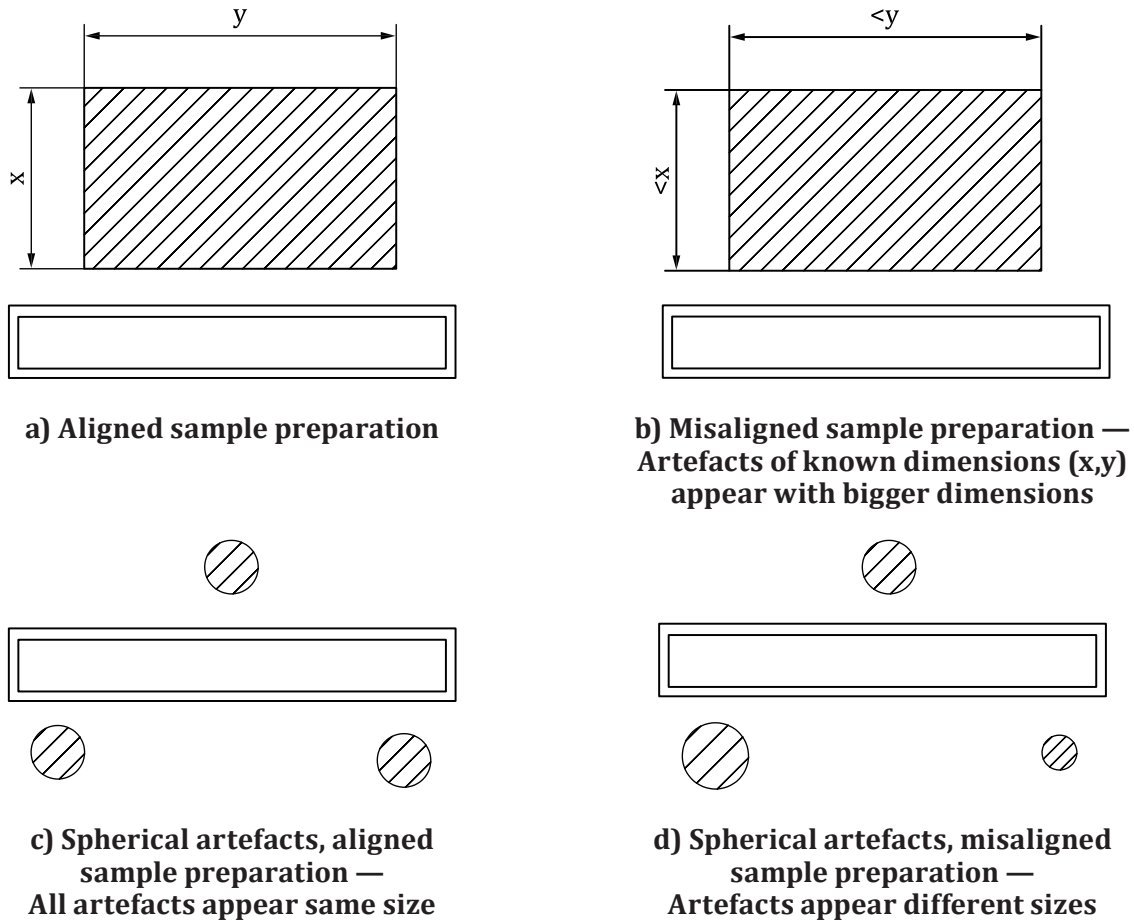 y
x
a) Aligned sample preparation
<y
<x
b) Misaligned sample preparation —
Artefacts of known dimensions (x,y)
appear with bigger dimensions
c) Spherical artefacts, aligned
sample preparation —
All artefacts appear same size
d) Spherical artefacts, misaligned
sample preparation —
Artefacts appear different sizes